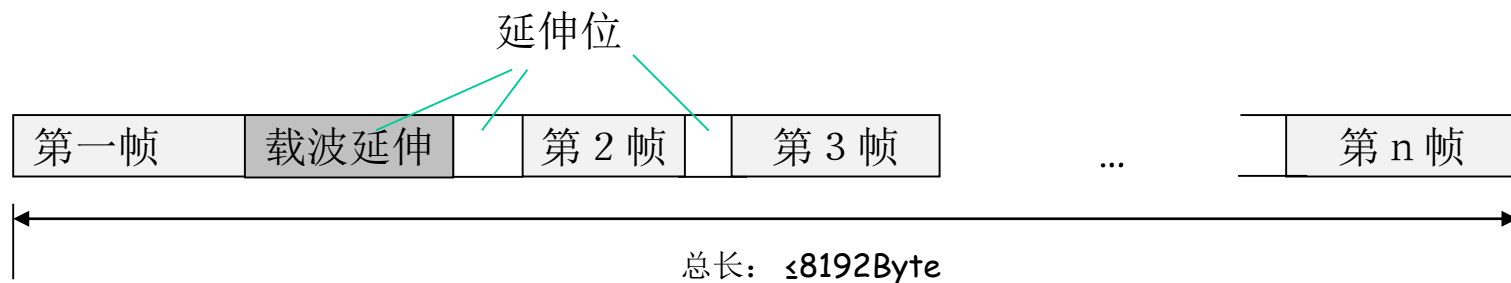 延伸位
第一帧 载波延伸 第 2 帧 第 3 帧 ... 第 n 帧
总长： ≤8192Byte